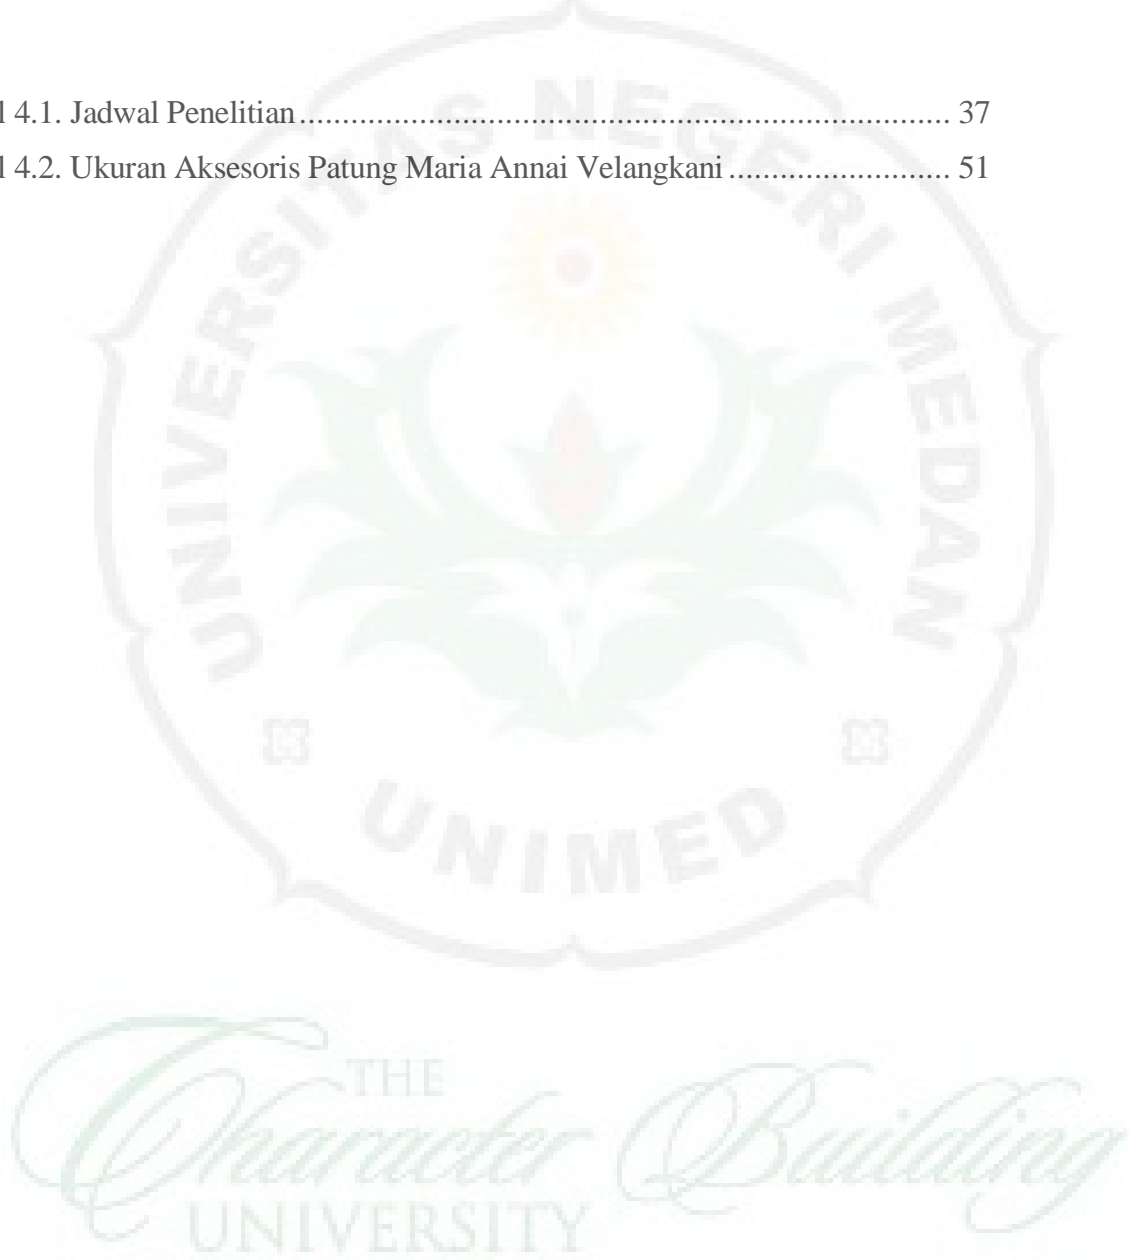 l 4.1. Jadwal Penelitian ........................................................................... 37
l 4.2. Ukuran Aksesoris Patung Maria Annai Velangkani .......................... 51
UNIVERSITAS NEGERI MEDAN
UNIMED
THE
Character Building
UNIVERSITY